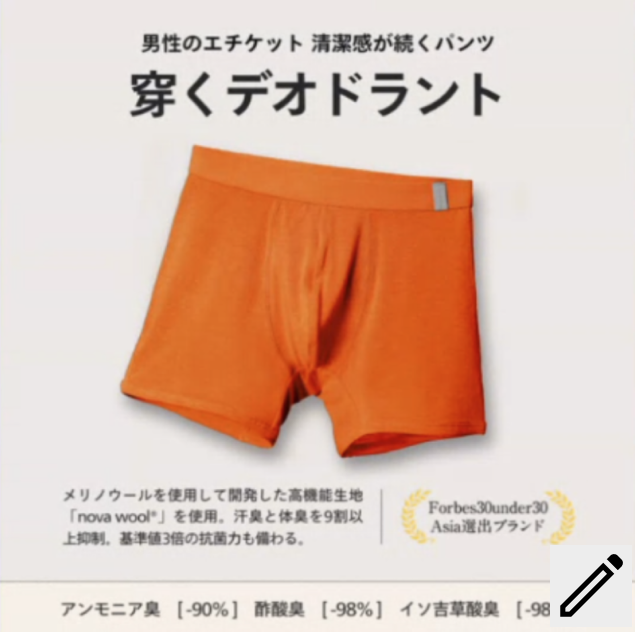 男性のエチケット 清潔感が続くパンツ
穿くデオドラント
メリノウールを使用して開発した高機能生地
「nova wool®」を使用。汗臭と体臭を9割以
上抑制。基準値3倍の抗菌力も備わる。
Forbes30under30
Asia選出ブランド
アンモニア臭 [-90%] 酢酸臭 [-98%] イソ吉草酸臭 [-98